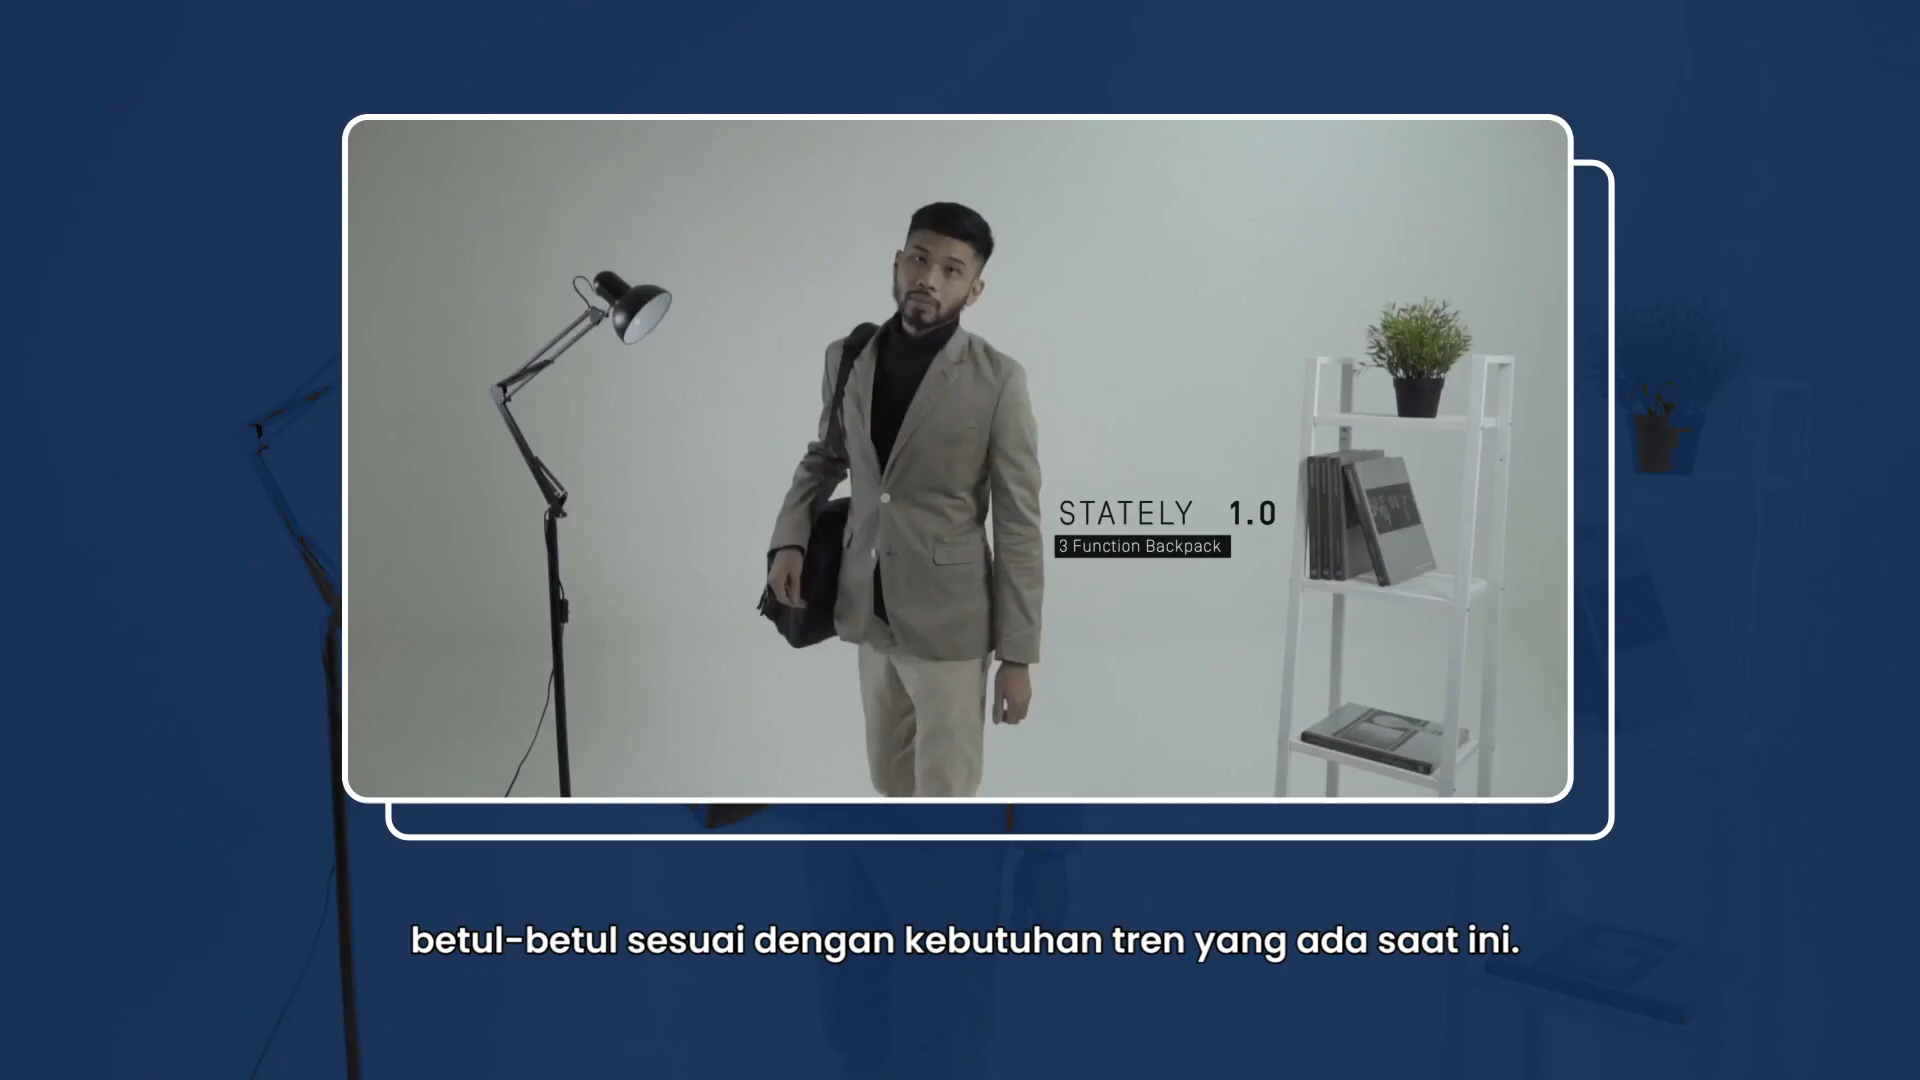 STATELY 1.0
3 Function Backpack
betul-betul sesuai dengan kebutuhan tren yang ada saat ini.